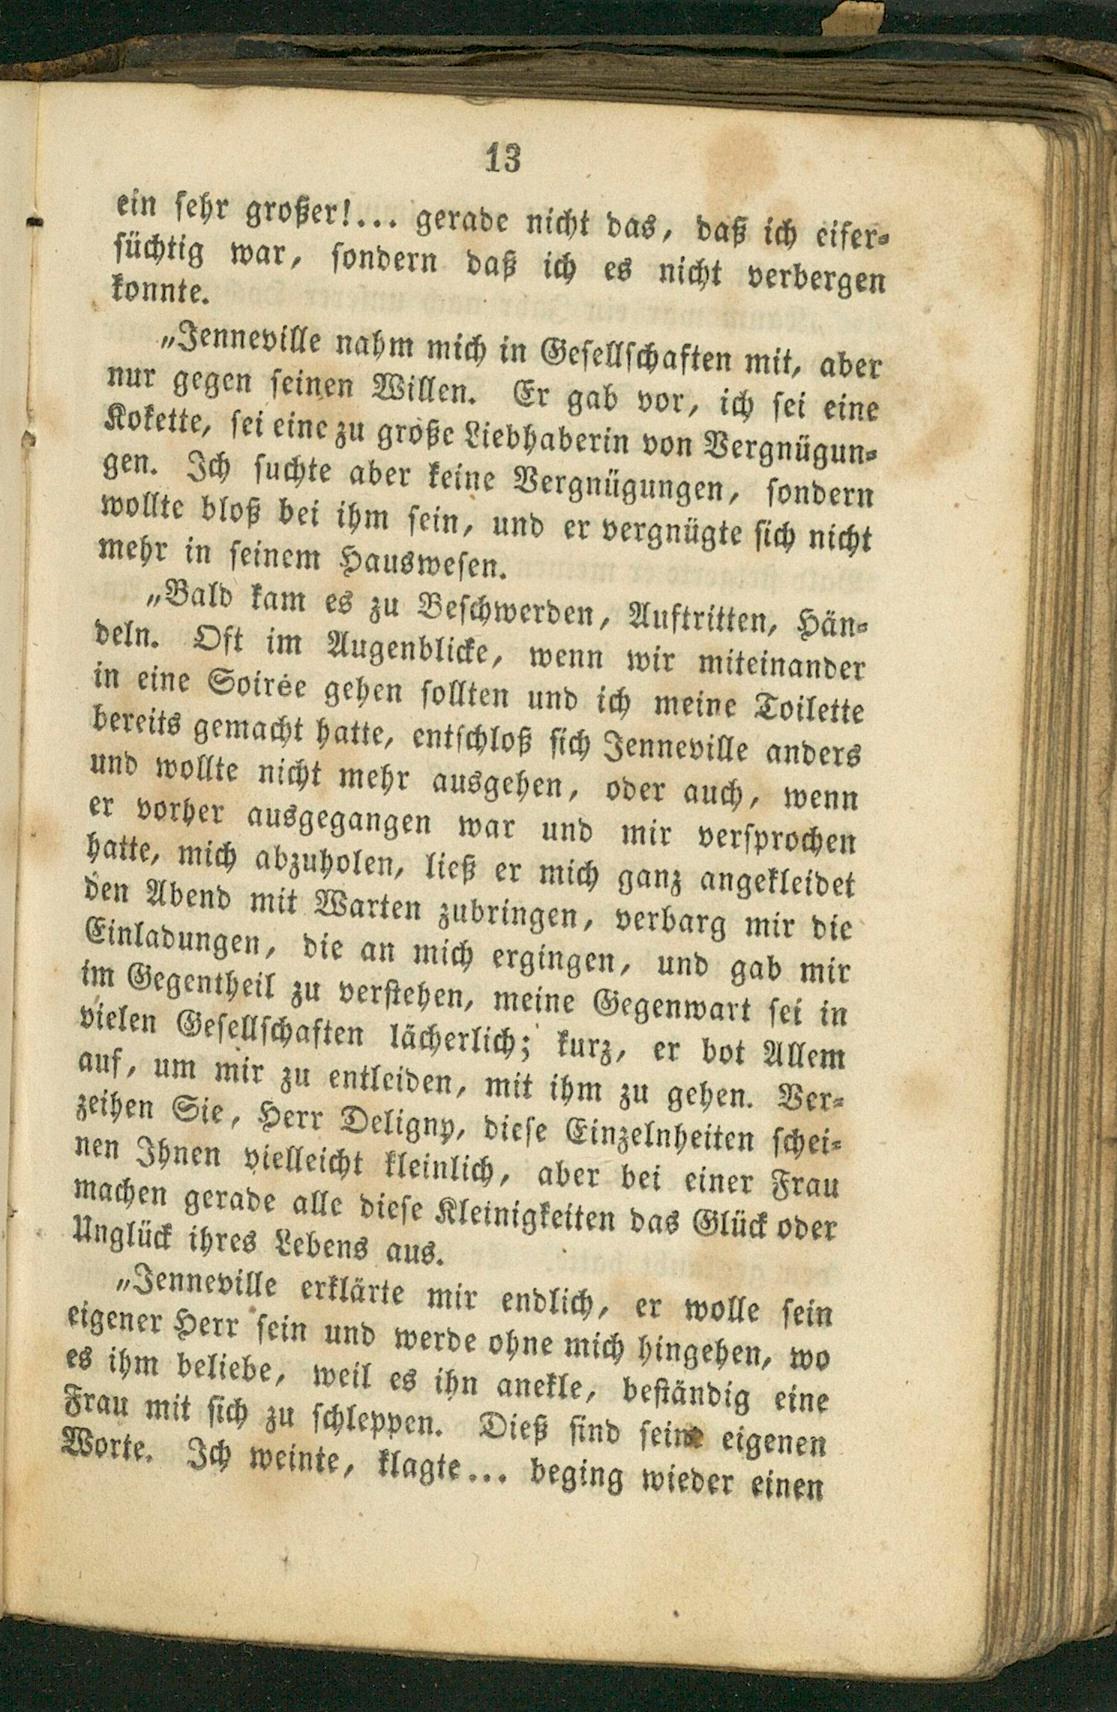 13
ein sehr großer!... gerade nicht das, daß ich eifer-
süchtig war, sondern daß ich es nicht verbergen
konnte.
„Jenneville nahm mich in Gesellschaften mit, aber
nur gegen seinen Willen. Er gab vor, ich sei eine
Kokette, sei eine zu große Liebhaberin von Vergnügun-
gen. Ich suchte aber keine Vergnügungen, sondern
wollte bloß bei ihm sein, und er vergnügte sich nicht
mehr in seinem Hauswesen.
„Bald kam es zu Beschwerden, Auftritten, Hän-
deln. Oft im Augenblicke, wenn wir miteinander
in eine Soirée gehen sollten und ich meine Toilette
bereits gemacht hatte, entschloß sich Jenneville anders
und wollte nicht mehr ausgehen, oder auch, wenn
er vorher ausgegangen war und mir versprochen
hatte, mich abzuholen, ließ er mich ganz angekleidet
den Abend mit Warten zubringen, verbarg mir die
Einladungen, die an mich ergingen, und gab mir
im Gegentheil zu verstehen, meine Gegenwart sei in
vielen Gesellschaften lächerlich; kurz, er bot Allem
auf, um mir zu entleiden, mit ihm zu gehen. Ver-
zeihen Sie, Herr Deligny, diese Einzelnheiten schei-
nen Ihnen vielleicht kleinlich, aber bei einer Frau
machen gerade alle diese Kleinigkeiten das Glück oder
Unglück ihres Lebens aus.
„Jenneville erklärte mir endlich, er wolle sein
eigener Herr sein und werde ohne mich hingehen, wo
es ihm beliebe, weil es ihn anekle, beständig eine
Frau mit sich zu schleppen. Dieß sind seine eigenen
Worte. Ich weinte, klagte... beging wieder einen